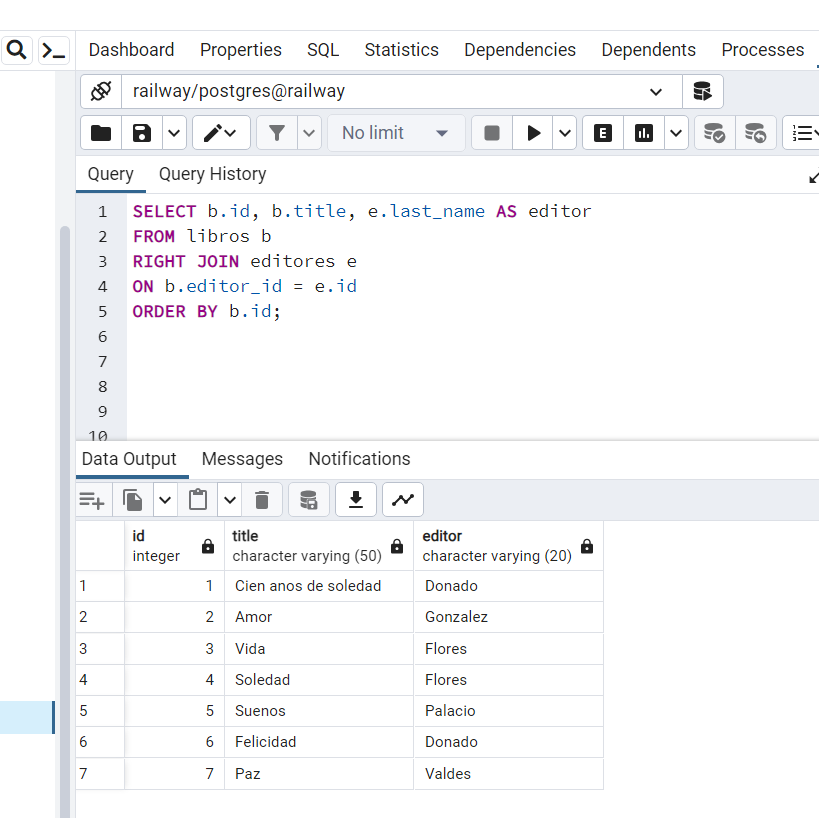 Dashboard Properties SQL Statistics Dependencies Dependents Processes
railway/postgres@railway
No limit E
Query Query History
1 SELECT b.id, b.title, e.last_name AS editor
2 FROM libros b
3 RIGHT JOIN editores e
4 ON b.editor_id = e.id
5 ORDER BY b.id;
6
7
8
9
10
Data Output Messages Notifications
id title editor
integer character varying (50) character varying (20)
1 1 Cien anos de soledad Donado
2 2 Amor Gonzalez
3 3 Vida Flores
4 4 Soledad Flores
5 5 Suenos Palacio
6 6 Felicidad Donado
7 7 Paz Valdes